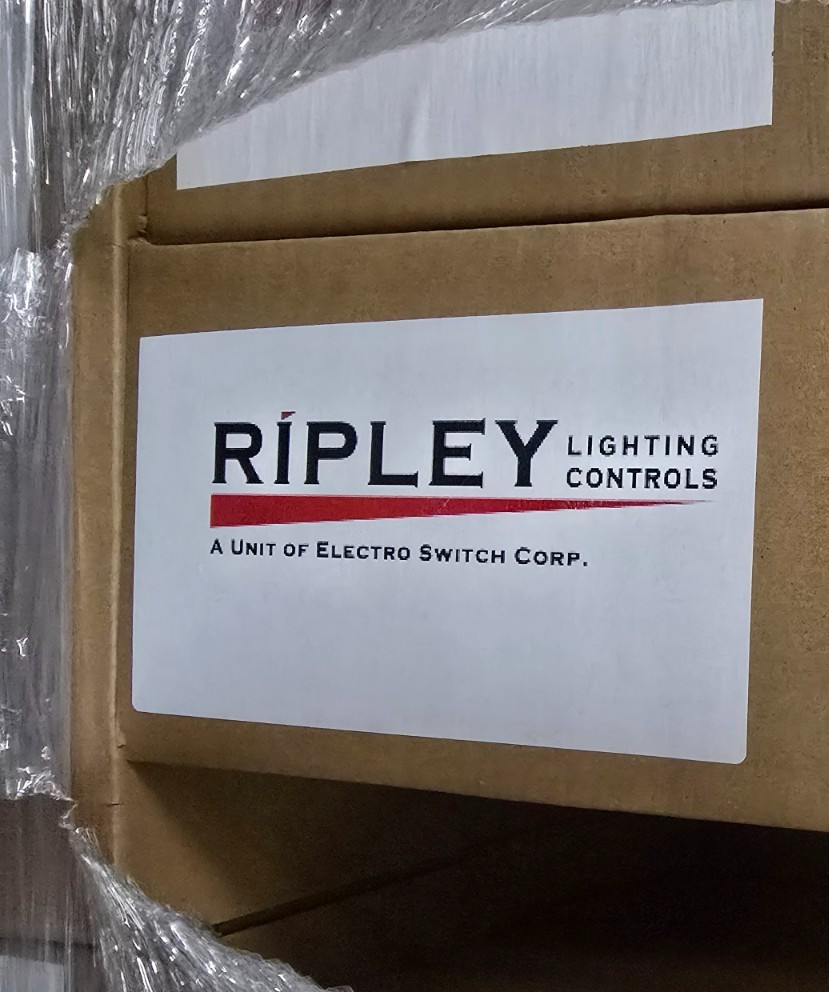 RÍPLEY LIGHTING
CONTROLS
A UNIT OF ELECTRO SWITCH CORP.